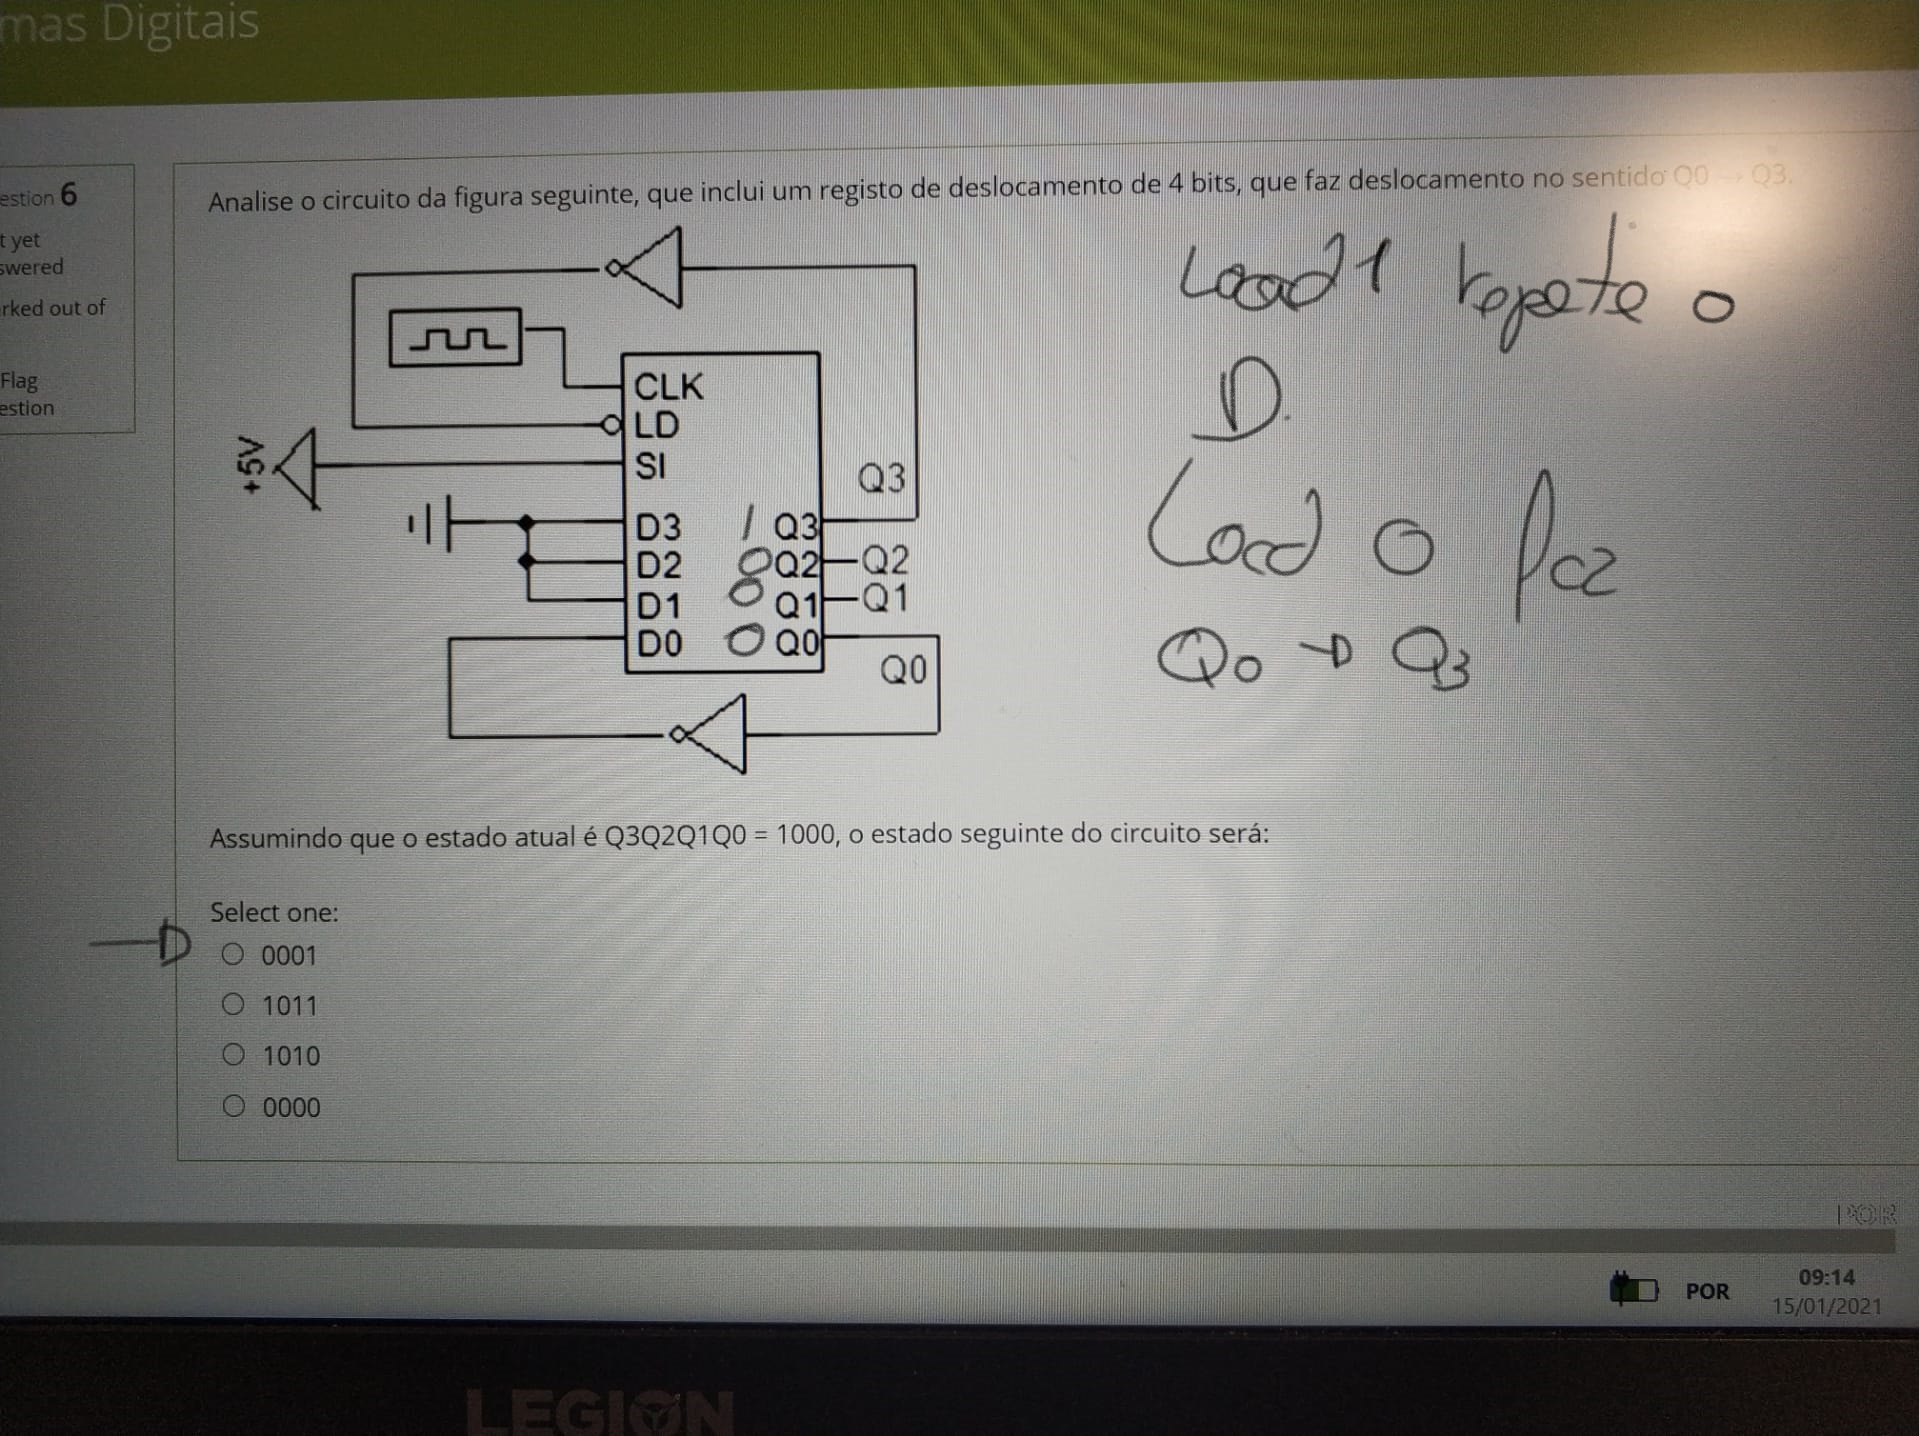 mas Digitais
estion 6
t yet
swered
rked out of
Flag
estion
Analise o circuito da figura seguinte, que inclui um registo de deslocamento de 4 bits, que faz deslocamento no sentido Q0 → Q3.
CLK
LD
SI
+5V
Q3
D3 1 Q3
D2 0 Q2 Q2
D1 0 Q1 Q1
D0 0 Q0
Q0
Load 1 repete o
D.
Load 0 faz
Q0 → Q3
Assumindo que o estado atual é Q3Q2Q1Q0 = 1000, o estado seguinte do circuito será:
Select one:
0001
1011
1010
0000
POR
POR
09:14
15/01/2021
LEGION